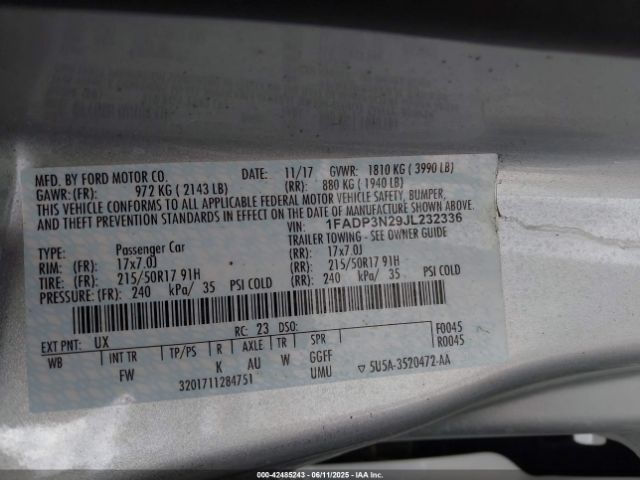 MFD. BY FORD MOTOR CO. DATE: 11/17 GVWR: 1810 KG ( 3990 LB)
GAWR: (FR): 972 KG ( 2143 LB) (RR): 880 KG ( 1940 LB)
THIS VEHICLE CONFORMS TO ALL APPLICABLE FEDERAL MOTOR VEHICLE SAFETY, BUMPER,
AND THEFT PREVENTION STANDARDS IN EFFECT ON THE DATE OF MANUFACTURE SHOWN ABOVE.
VIN: 1FADP3N29JL232336
TYPE: Passenger Car TRAILER TOWING - SEE OWNER GUIDE
RIM: (FR): 17x7.0J (RR): 17x7.0J
TIRE: (FR): 215/50R17 91H (RR): 215/50R17 91H
PRESSURE: (FR): 240 kPa/ 35 PSI COLD (RR): 240 kPa/ 35 PSI COLD
EXT PNT: UX RC: 23 DSO: F0045
WB INT TR TP/PS R AXLE TR SPR R0045
FW K AU W GGFF
3201711284751 UMU ▽ SU5A-3520472-AA
000-42485243 - 06/11/2025 - IAAI.com